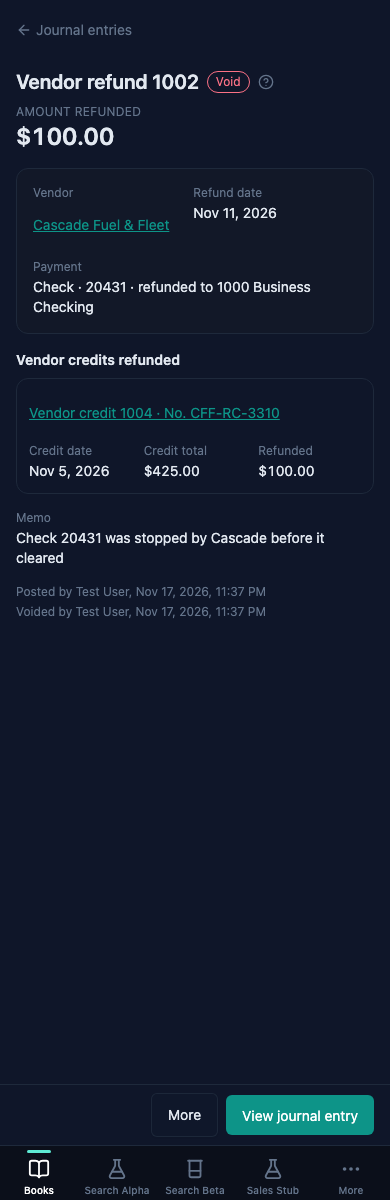 Journal entries
Vendor refund 1002 Void ?
AMOUNT REFUNDED
$100.00
Vendor
Cascade Fuel & Fleet
Refund date
Nov 11, 2026
Payment
Check · 20431 · refunded to 1000 Business
Checking
Vendor credits refunded
Vendor credit 1004 · No. CFF-RC-3310
Credit date Credit total Refunded
Nov 5, 2026 $425.00 $100.00
Memo
Check 20431 was stopped by Cascade before it
cleared
Posted by Test User, Nov 17, 2026, 11:37 PM
Voided by Test User, Nov 17, 2026, 11:37 PM
More View journal entry
Books Search Alpha Search Beta Sales Stub More